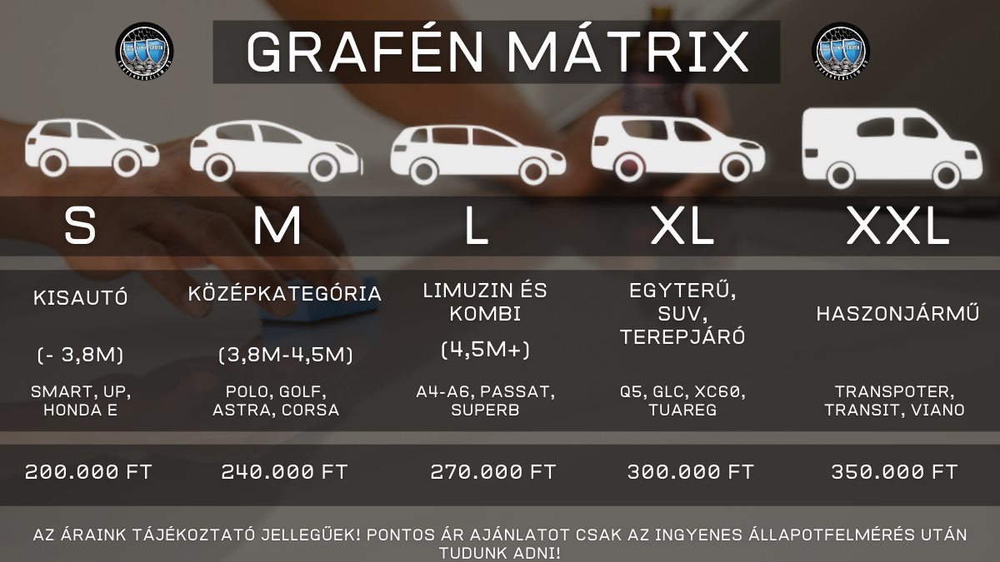 GRAFÉN MÁTRIX
S
M
L
XL
XXL
KISAUTÓ
(- 3,8M)
SMART, UP,
HONDA E
KÖZÉPKATEGÓRIA
(3,8M-4,5M)
POLO, GOLF,
ASTRA, CORSA
LIMUZIN ÉS
KOMBI
(4,5M+)
A4-A6, PASSAT,
SUPERB
EGYTERŰ,
SUV,
TEREPJÁRÓ
Q5, GLC, XC60,
TUAREG
HASZONJÁRMŰ
TRANSPOTER,
TRANSIT, VIANO
200.000 FT
240.000 FT
270.000 FT
300.000 FT
350.000 FT
AZ ÁRAINK TÁJÉKOZTATÓ JELLEGŰEK! PONTOS ÁR AJÁNLATOT CSAK AZ INGYENES ÁLLAPOTFELMÉRÉS UTÁN
TUDUNK ADNI!